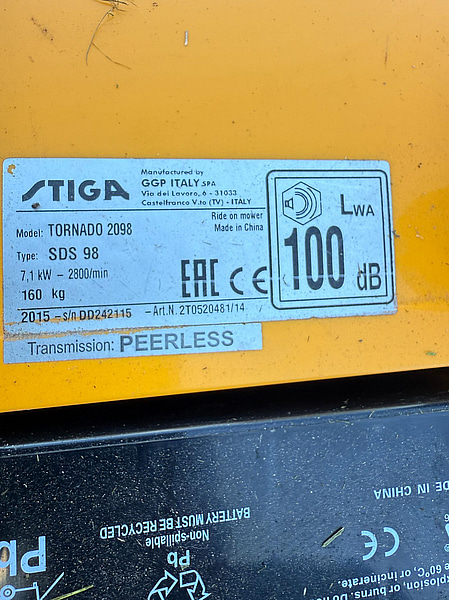 STIGA
Manufactured by
GGP ITALY SPA
Via del Lavoro, 6 - 31033
Castelfranco V.to (TV) - ITALY
Ride on mower
Made in China
Model: TORNADO 2098
Type: SDS 98
7,1 kW - 2800/min
160 kg
EAC CE
2015 - s/n DD242115 - Art.N. 2T0520481/14
LWA
100 dB
Transmission: PEERLESS
DE IN CHINA
BATTERY MUST BE RECYCLED
Non-spillable
Pb
Pb
CE
60°C, or incinerate.
or burns.